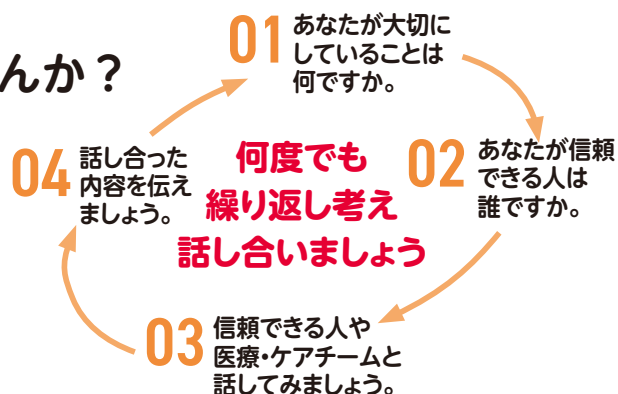 んか？
01
あなたが大切に
していることは
何ですか。
02
あなたが信頼
できる人は
誰ですか。
03
信頼できる人や
医療・ケアチームと
話してみましょう。
04
話し合った
内容を伝え
ましょう。
何度でも
繰り返し考え
話し合いましょう